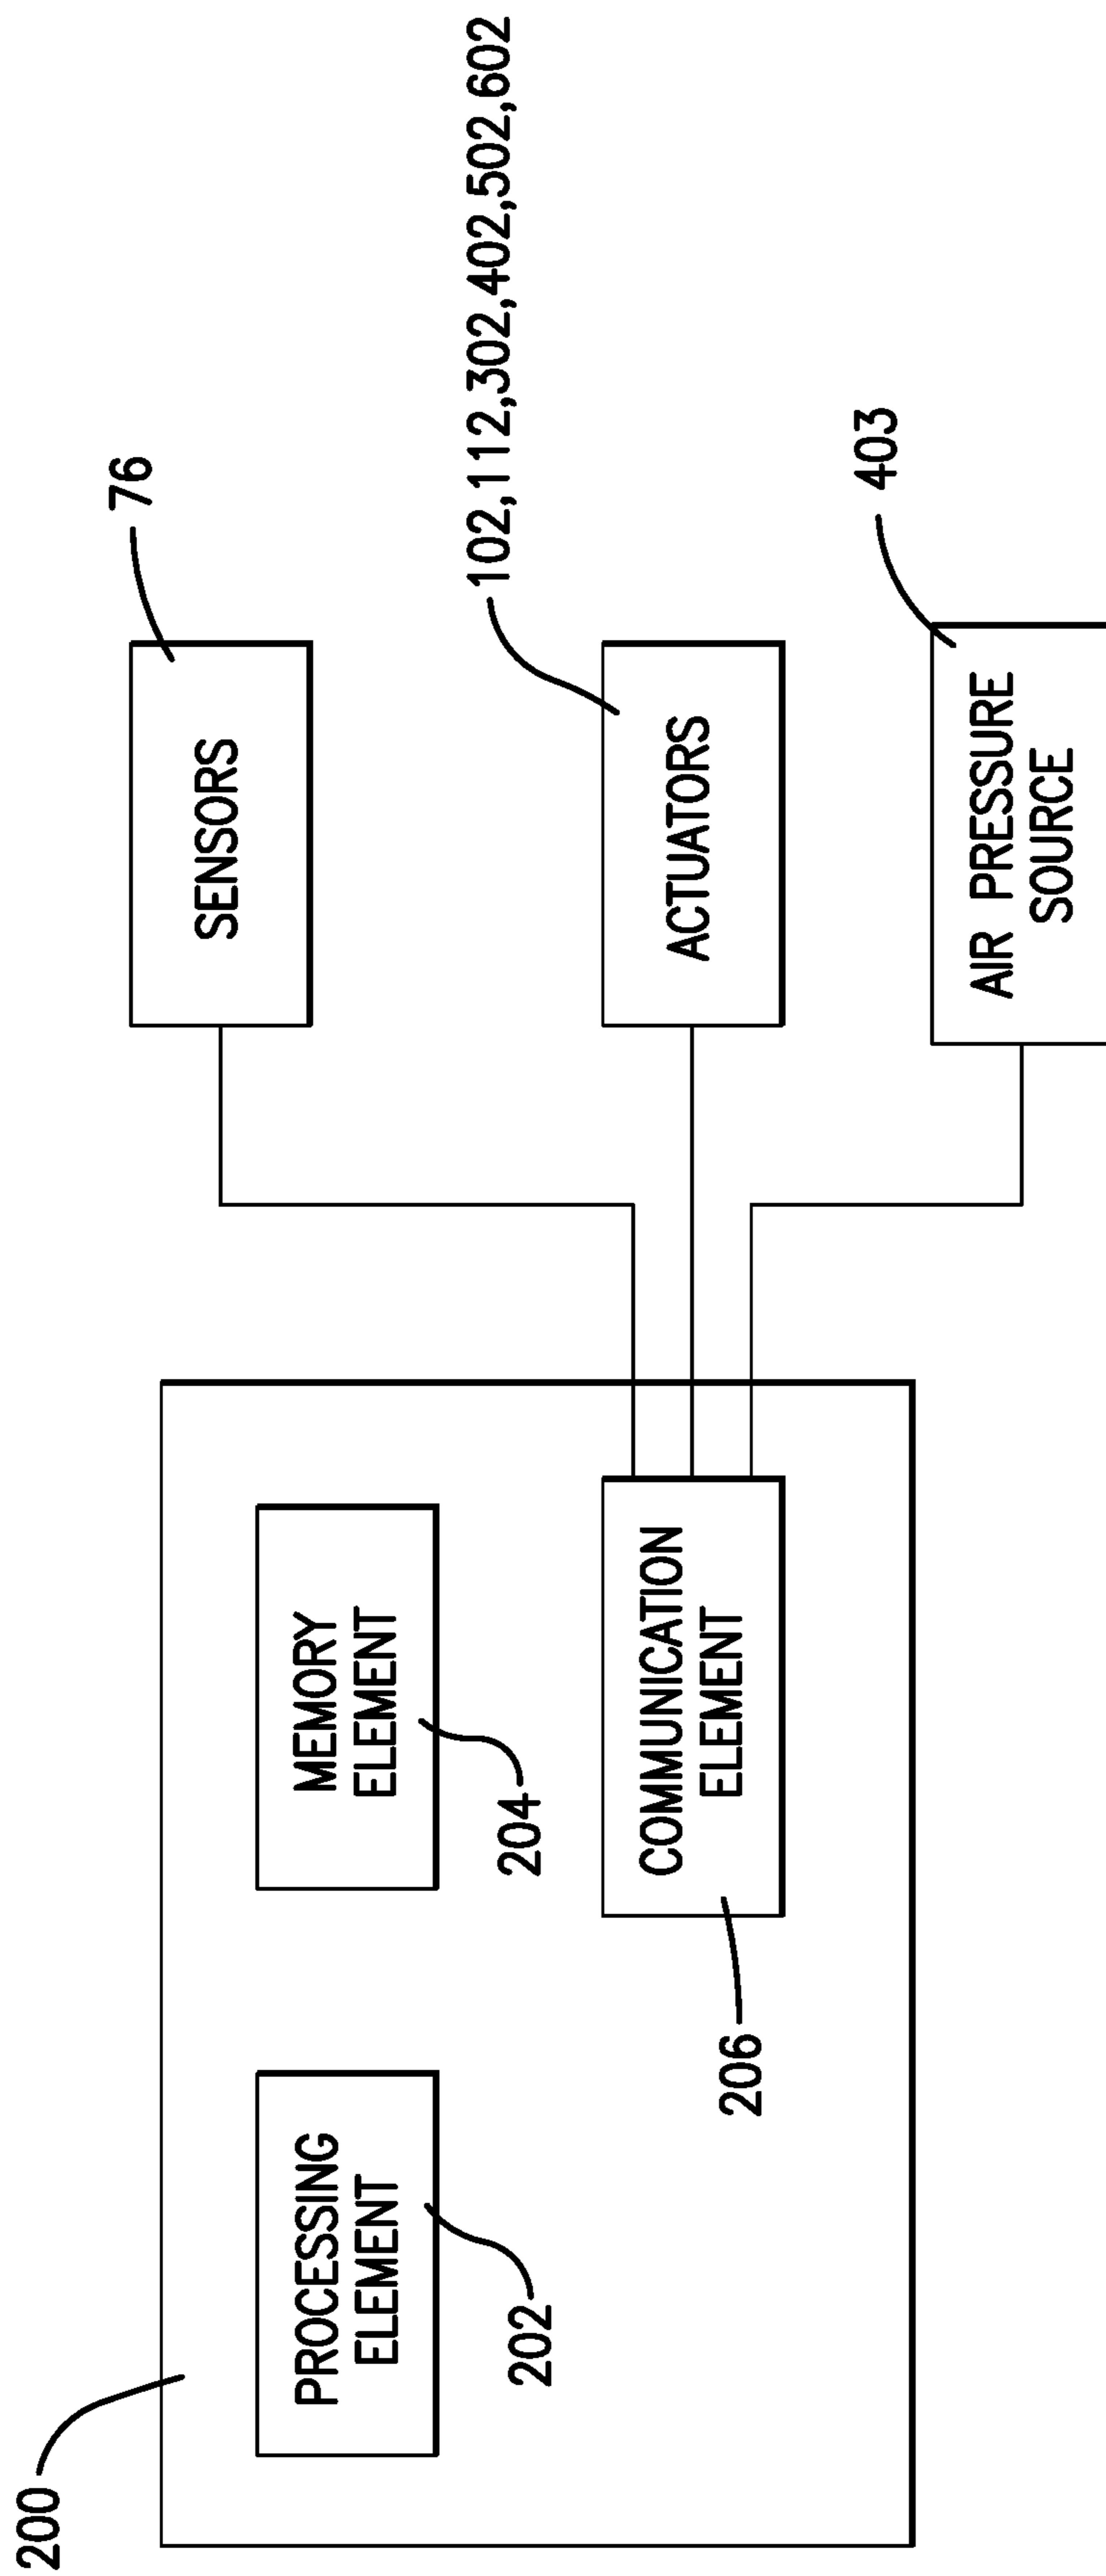 200
PROCESSING
ELEMENT
202
MEMORY
ELEMENT
204
COMMUNICATION
ELEMENT
206
SENSORS
76
ACTUATORS
102,112,302,402,502,602
AIR PRESSURE
SOURCE
403